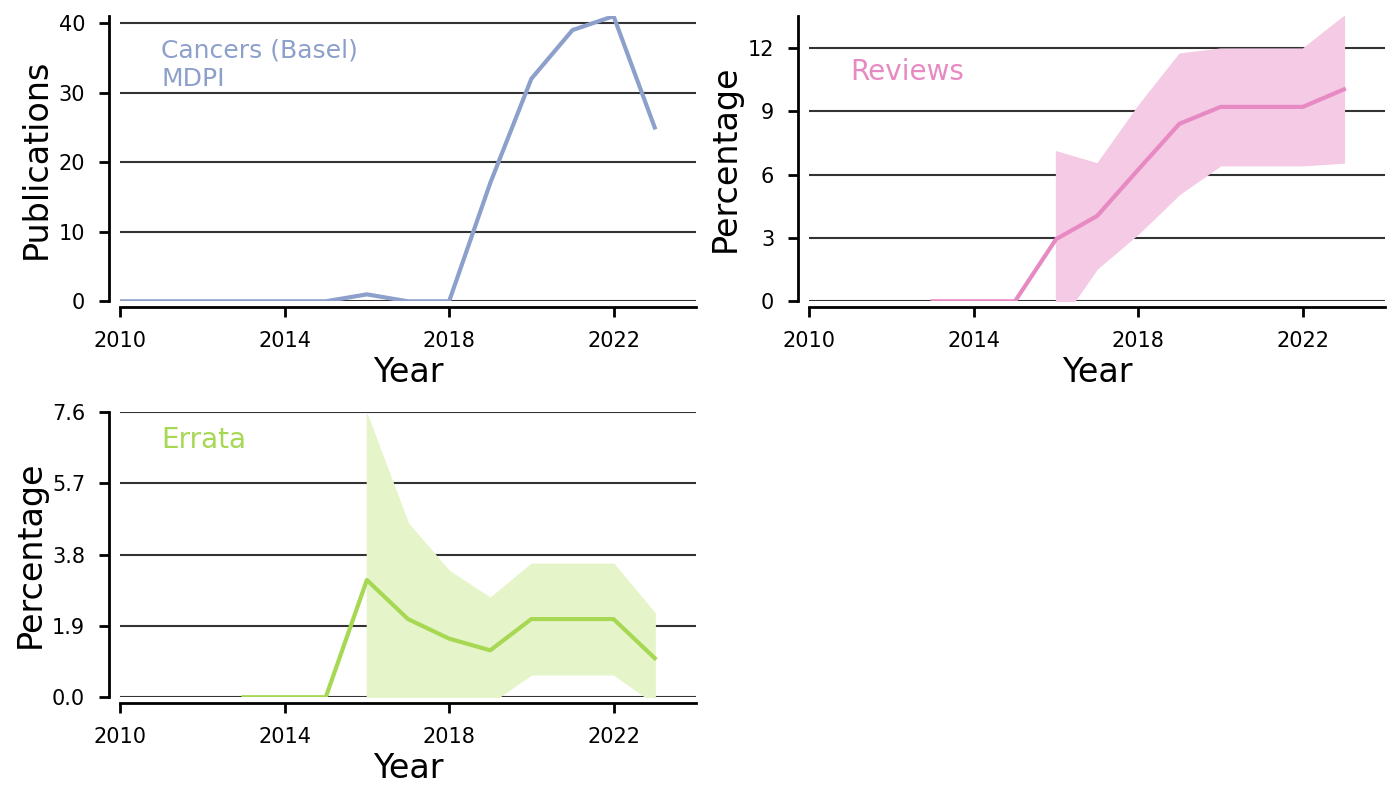 Publications
40
30
20
10
0
Cancers (Basel)
MDPI
2010 2014 2018 2022
Year
Percentage
12
9
6
3
0
Reviews
2010 2014 2018 2022
Year
Percentage
7.6
5.7
3.8
1.9
0.0
Errata
2010 2014 2018 2022
Year